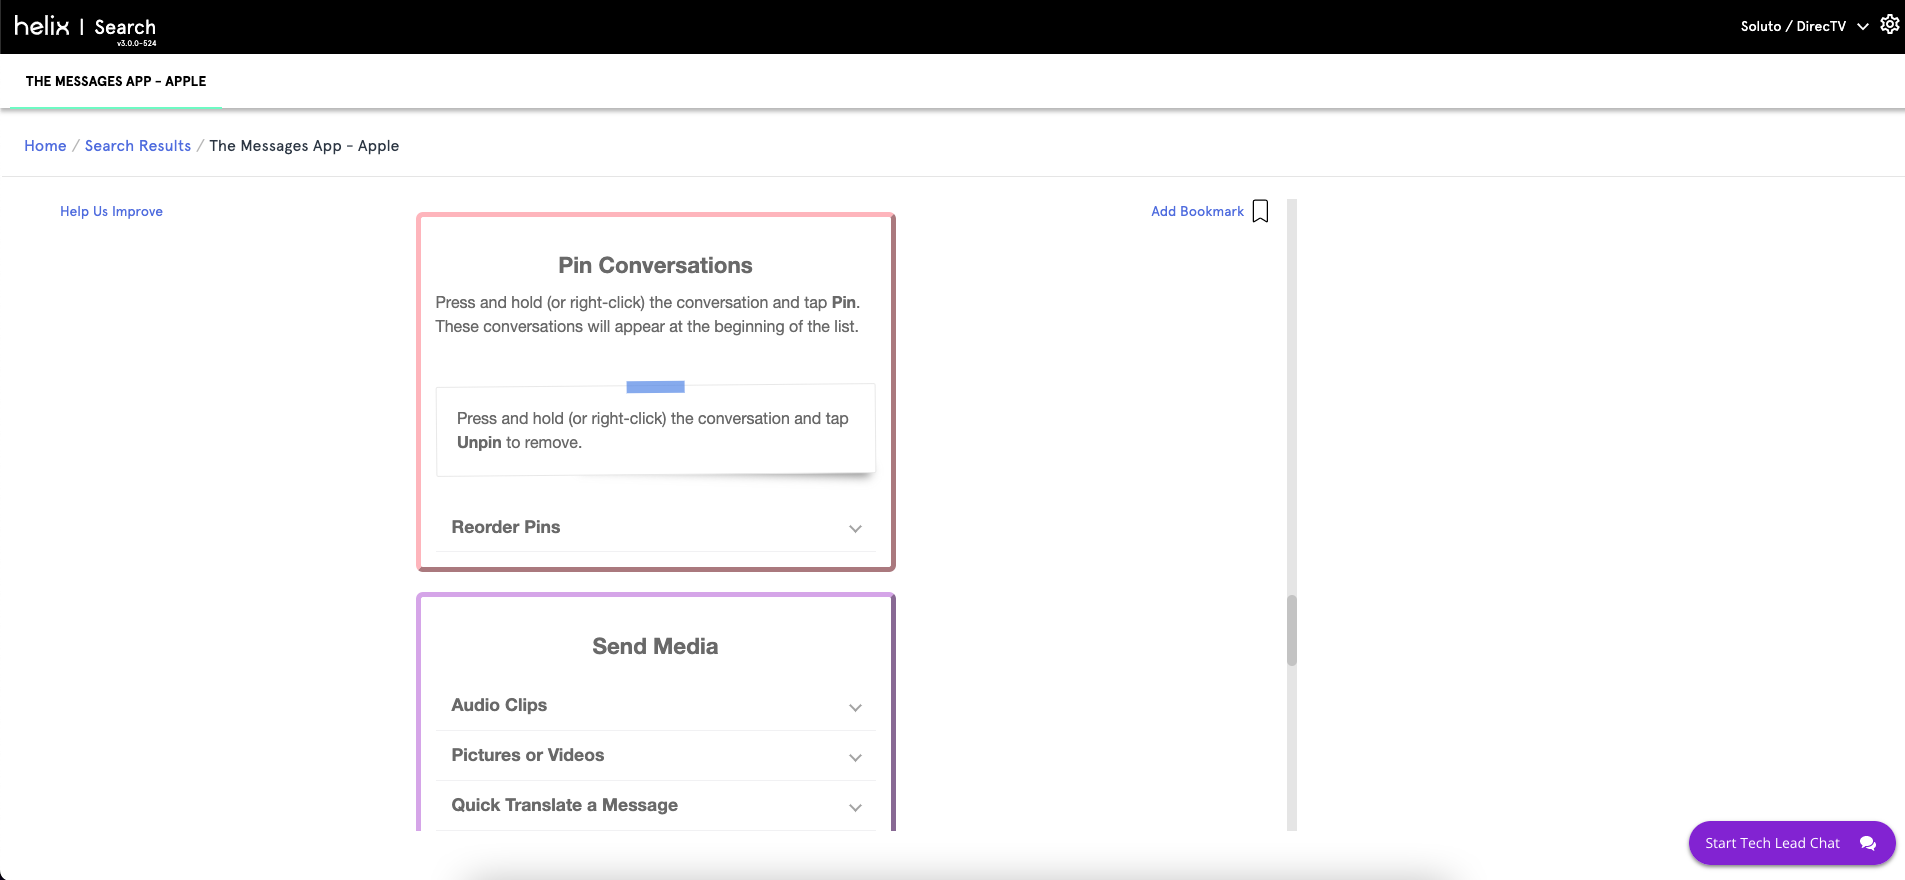 helix | Search
v3.0.0-524
Soluto / DirecTV
THE MESSAGES APP - APPLE
Home / Search Results / The Messages App - Apple
Help Us Improve
Add Bookmark
Pin Conversations
Press and hold (or right-click) the conversation and tap Pin.
These conversations will appear at the beginning of the list.
Press and hold (or right-click) the conversation and tap
Unpin to remove.
Reorder Pins
Send Media
Audio Clips
Pictures or Videos
Quick Translate a Message
Start Tech Lead Chat